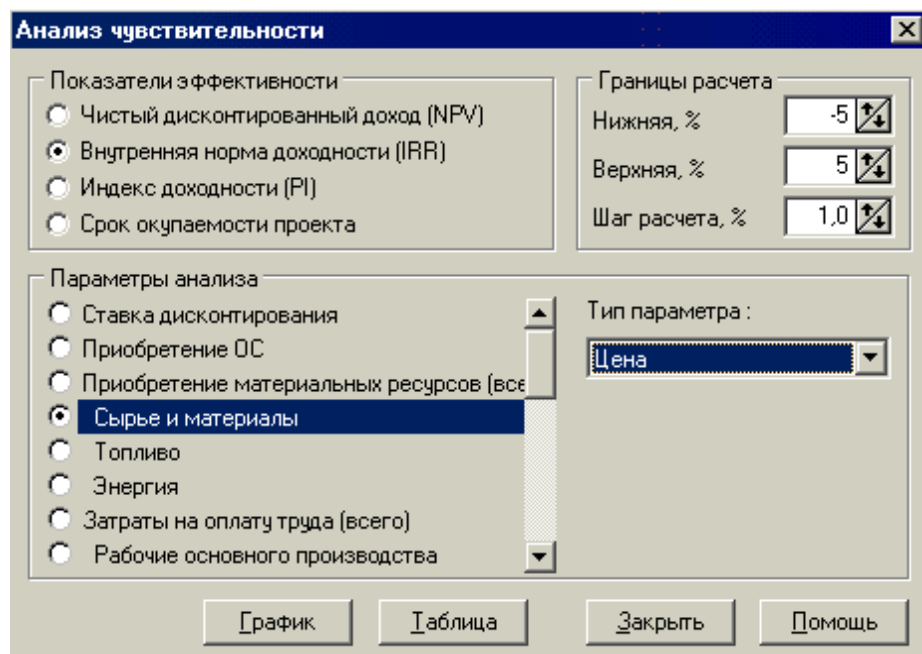 Анализ чувствительности
Показатели эффективности
Чистый дисконтированный доход (NPV)
Внутренняя норма доходности (IRR)
Индекс доходности (PI)
Срок окупаемости проекта
Границы расчета
Нижняя, % -5
Верхняя, % 5
Шаг расчета, % 1,0
Параметры анализа
Ставка дисконтирования
Приобретение ОС
Приобретение материальных ресурсов (все
Сырье и материалы
Топливо
Энергия
Затраты на оплату труда (всего)
Рабочие основного производства
Тип параметра :
Цена
График Таблица Закрыть Помощь